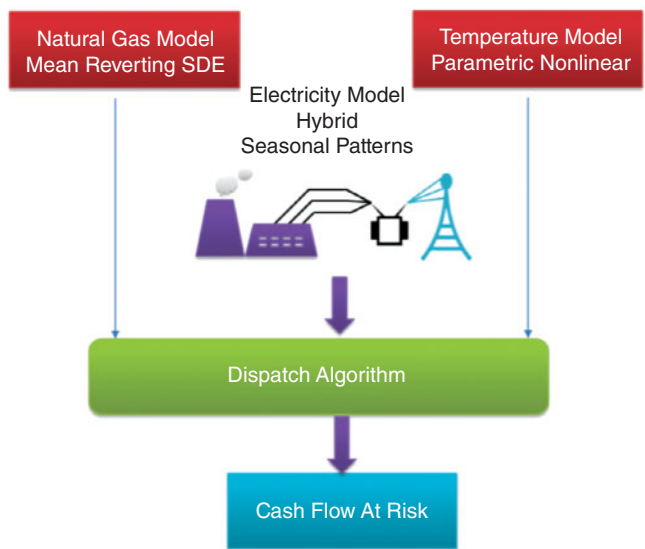 Natural Gas Model
Mean Reverting SDE
Temperature Model
Parametric Nonlinear
Electricity Model
Hybrid
Seasonal Patterns
Dispatch Algorithm
Cash Flow At Risk